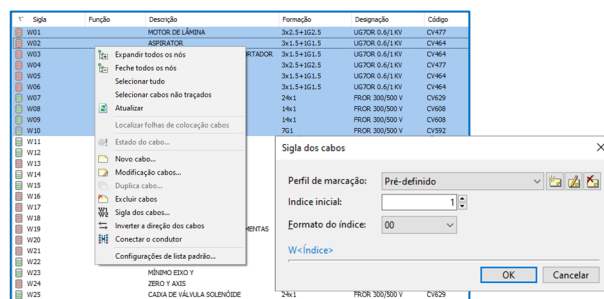 Sigla Função Descrição Formação Designação Código
W01 MOTOR DE LÂMINA 3x2.5+1G2.5 UG7OR 0.6/1 KV CV477
W02 ASPIRATOR 3x1.5+1G1.5 UG7OR 0.6/1 KV CV464
W03 RTADOR 3x1.5+1G1.5 UG7OR 0.6/1 KV CV464
W04 3x2.5+1G2.5 UG7OR 0.6/1 KV CV477
W05 3x1.5+1G1.5 UG7OR 0.6/1 KV CV464
W06 3x1.5+1G1.5 UG7OR 0.6/1 KV CV464
W07 24x1 FROR 300/500 V CV629
W08 14x1 FROR 300/500 V CV608
W09 14x1 FROR 300/500 V CV608
W10 7G1 FROR 300/500 V CV592
W11
W12
W13
W14
W15
W16
W17
W18
W19 MENTAS
W20
W21
W22
W23 MÍNIMO EIXO Y
W24 ZERO Y AXIS
W25 CAIXA DE VÁLVULA SOLENÓIDE 24x1 FROR 300/500 V CV629
Expandir todos os nós
Feche todos os nós
Selecionar tudo
Selecionar cabos não traçados
Atualizar
Localizar folhas de colocação cabos
Estado do cabo...
Novo cabo...
Modificação cabos...
Duplica cabo...
Excluir cabos
Sigla dos cabos...
Inverter a direção dos cabos
Conectar o condutor
Configurações de lista padrão...
Sigla dos cabos
Perfil de marcação: Pré-definido
Indice inicial: 1
Formato do índice: 00
W<Índice>
OK Cancelar